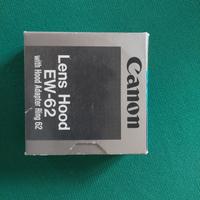 Canon
Lens Hood
EW-62
with Hood Adapter Ring 62